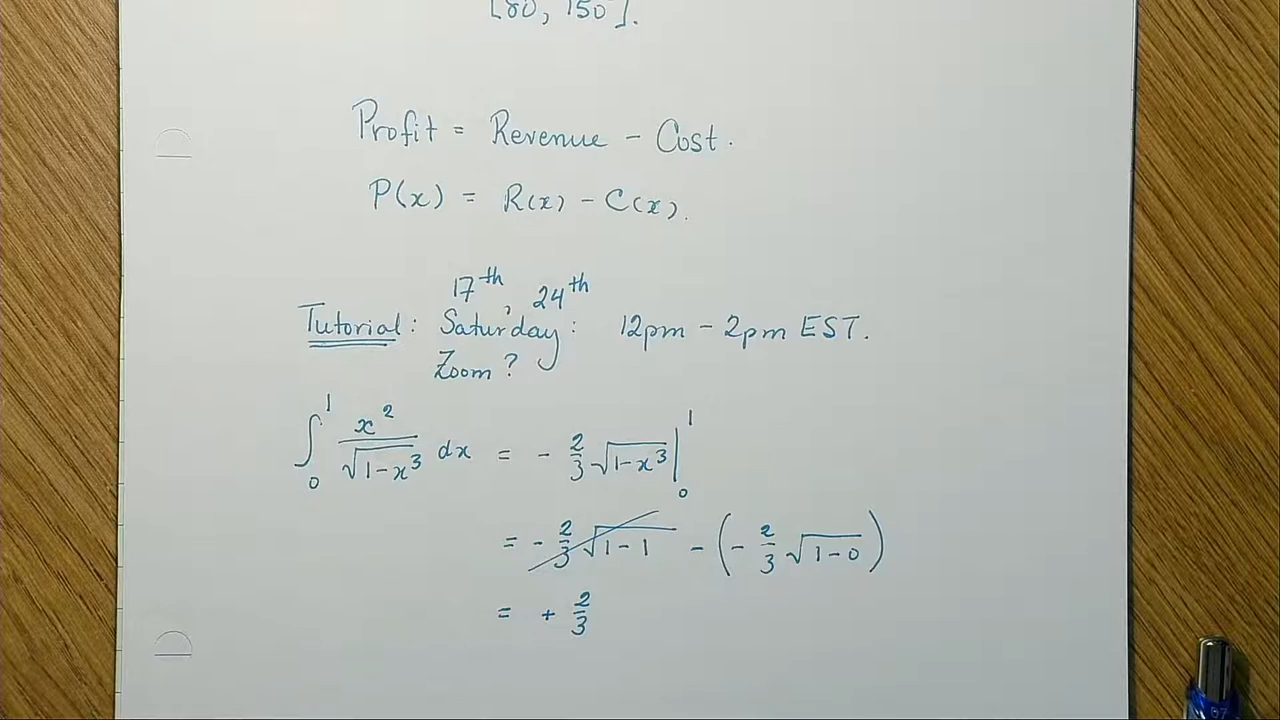 [80, 150].
Profit = Revenue - Cost.
P(x) = R(x) - C(x).
17th, 24th
Tutorial: Saturday: 12pm - 2pm EST.
Zoom?
∫₀¹ x²/√(1-x³) dx = - 2/3 √(1-x³) |₀¹
= - 2/3 √(1-1) - (- 2/3 √(1-0))
= + 2/3